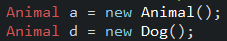 Animal a = new Animal();
Animal d = new Dog();